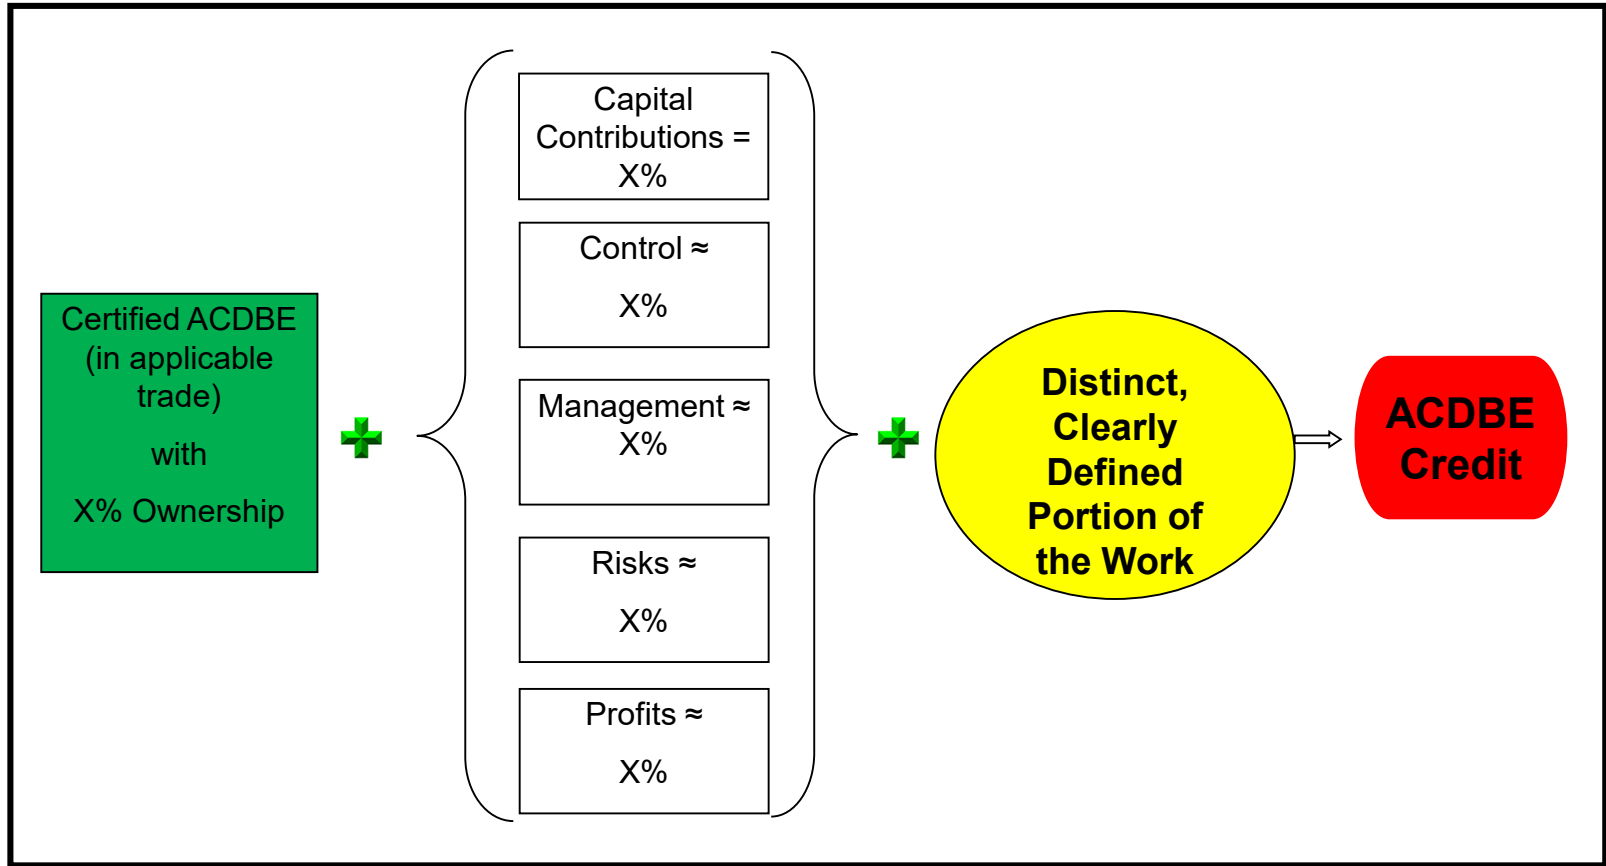 Certified ACDBE
(in applicable
trade)
with
X% Ownership
Capital
Contributions =
X%
Control ≈
X%
Management ≈
X%
Risks ≈
X%
Profits ≈
X%
Distinct,
Clearly
Defined
Portion of
the Work
ACDBE
Credit